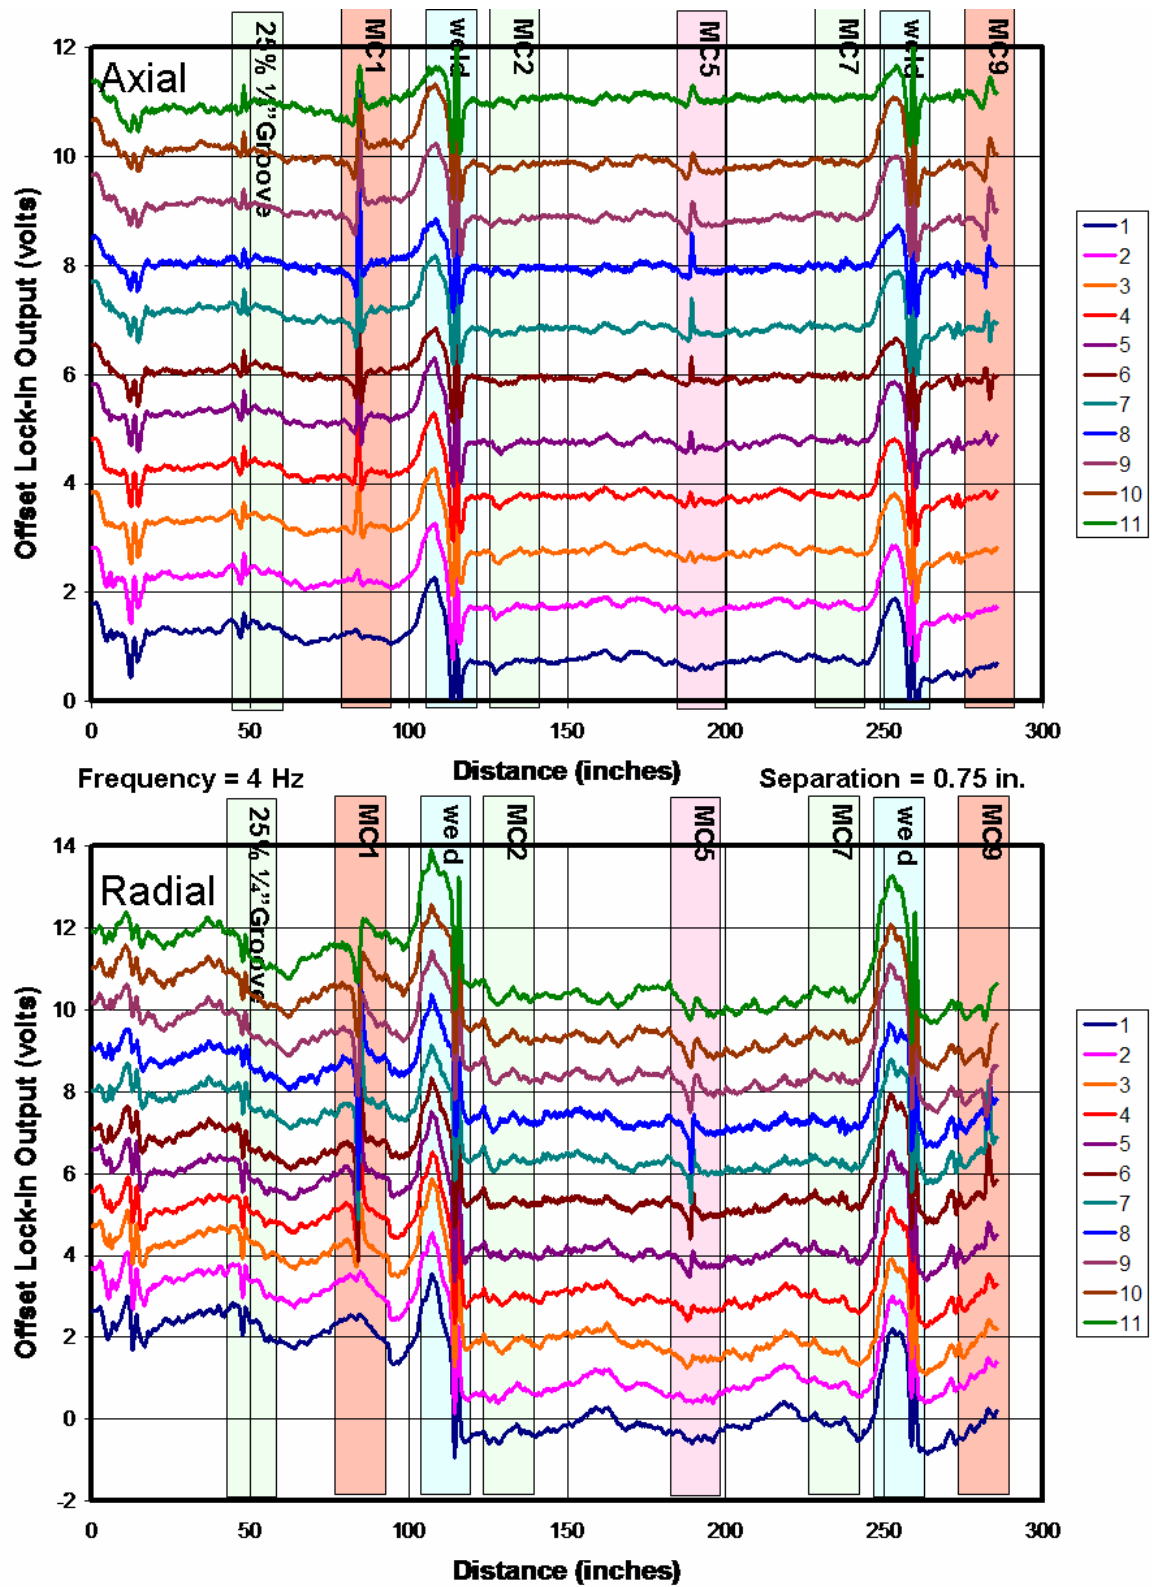 25% ¼” Groove
MC1
weld
MC2
MC5
MC7
weld
MC9
Axial
12
10
8
6
4
2
0
Offset Lock-In Output (volts)
0 50 100 150 200 250 300
Distance (inches)
1
2
3
4
5
6
7
8
9
10
11
Frequency = 4 Hz
Separation = 0.75 in.
25% ¼” Groove
MC1
we d
MC2
MC5
MC7
we d
MC9
Radial
14
12
10
8
6
4
2
0
-2
Offset Lock-In Output (volts)
0 50 100 150 200 250 300
Distance (inches)
1
2
3
4
5
6
7
8
9
10
11